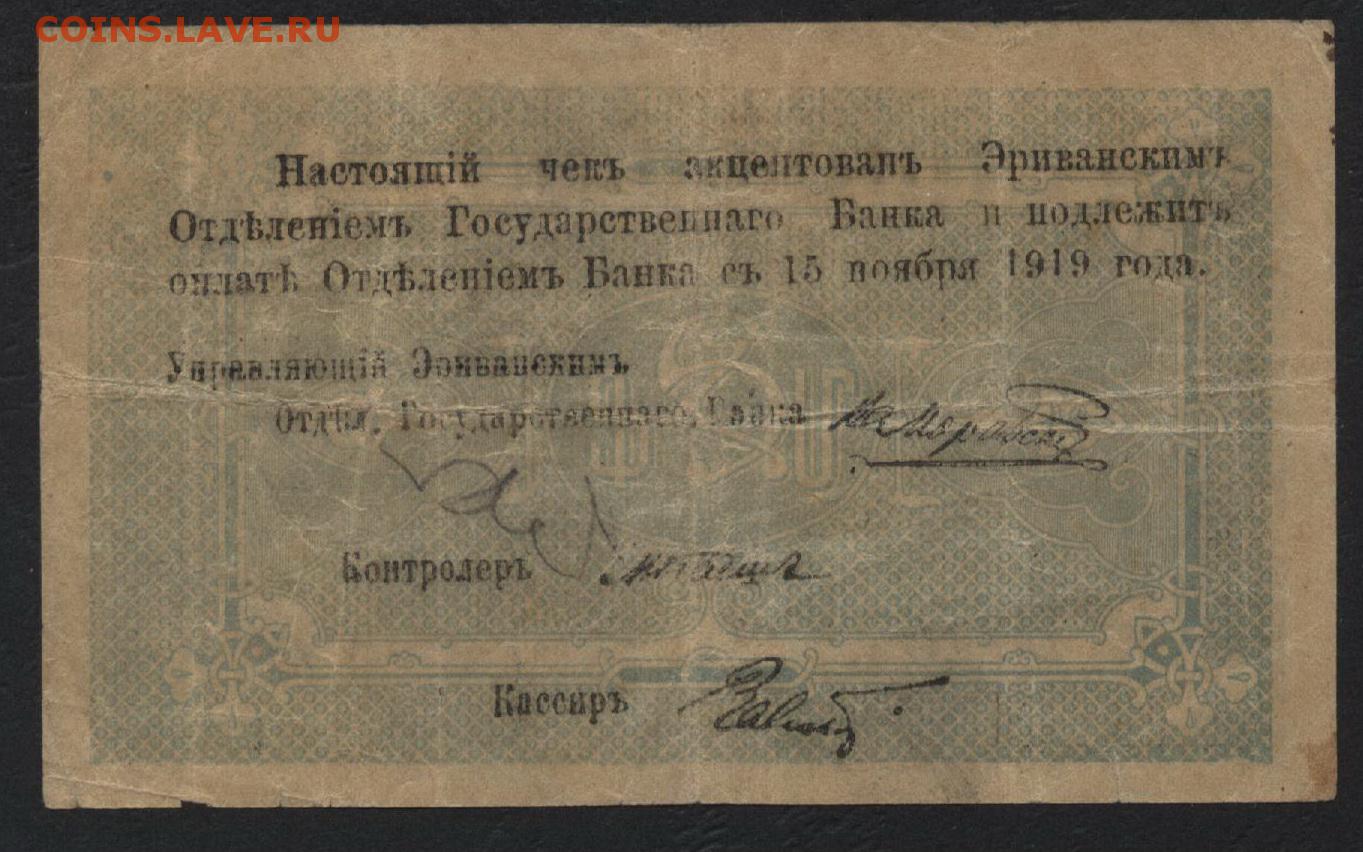 COINS.LAVE.RU
Настоящій чекъ акцептованъ Эриванскимъ
Отдѣленіемъ Государственнаго Банка и подлежитъ
оплатѣ Отдѣленіемъ Банка съ 15 ноября 1919 года.
Управляющій Эриванскимъ
Отдѣл. Государственнаго Банка
Контролеръ
Кассиръ